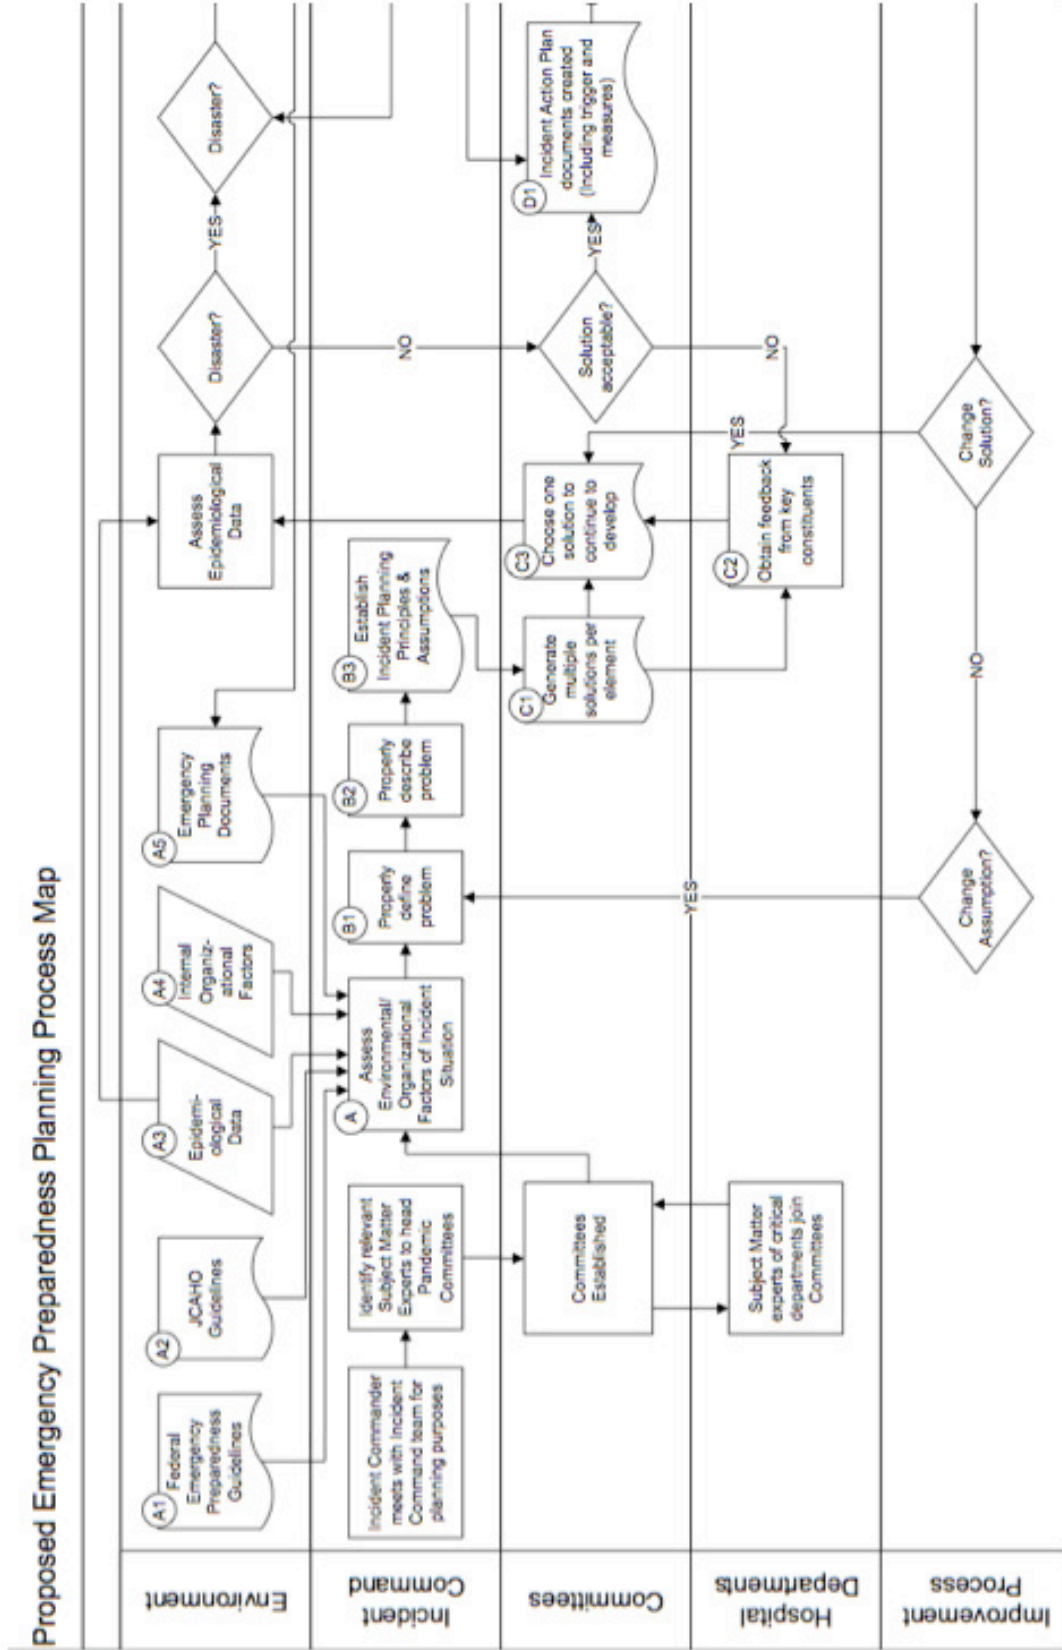 Proposed Emergency Preparedness Planning Process Map
Environment
A1
Federal
Emergency
Preparedness
Guidelines
A2
JCAHO
Guidelines
A3
Epidemi-
ological
Data
A4
Internal
Organiz-
ational
Factors
A5
Emergency
Planning
Documents
Assess
Epidemiological
Data
Disaster?
YES
Disaster?
NO
Incident
Command
Incident Commander
meets with Incident
Command team for
planning purposes
Identify relevant
Subject Matter
Experts to head
Pandemic
Committees
A
Assess
Environmental/
Organizational
Factors of Incident
Situation
B1
Properly
define
problem
B2
Properly
describe
problem
B3
Establish
Incident Planning
Principles &
Assumptions
Committees
Committees
Established
C1
Generate
multiple
solutions per
element
C3
Choose one
solution to
continue to
develop
Solution
acceptable?
YES
NO
D1
Incident Action Plan
documents created
(Including trigger and
measures)
Hospital
Departments
Subject Matter
experts of critical
departments join
Committees
YES
C2
Obtain feedback
from key
constituents
YES
Improvement
Process
Change
Assumption?
NO
Change
Solution?